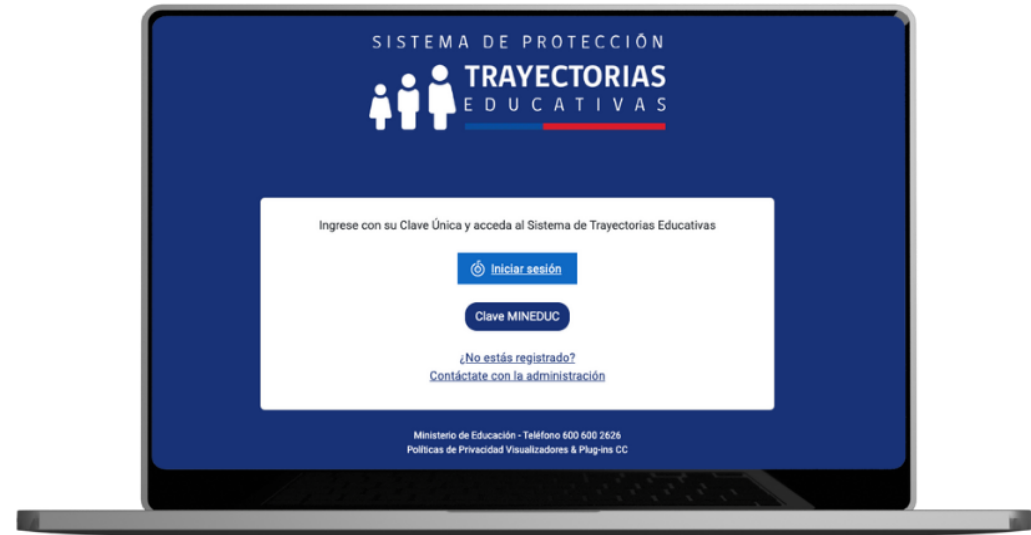 SISTEMA DE PROTECCIÓN
TRAYECTORIAS
EDUCATIVAS
Ingrese con su Clave Única y acceda al Sistema de Trayectorias Educativas
Iniciar sesión
Clave MINEDUC
¿No estás registrado?
Contáctate con la administración
Ministerio de Educación - Teléfono 600 600 2626
Políticas de Privacidad Visualizadores & Plug-ins CC